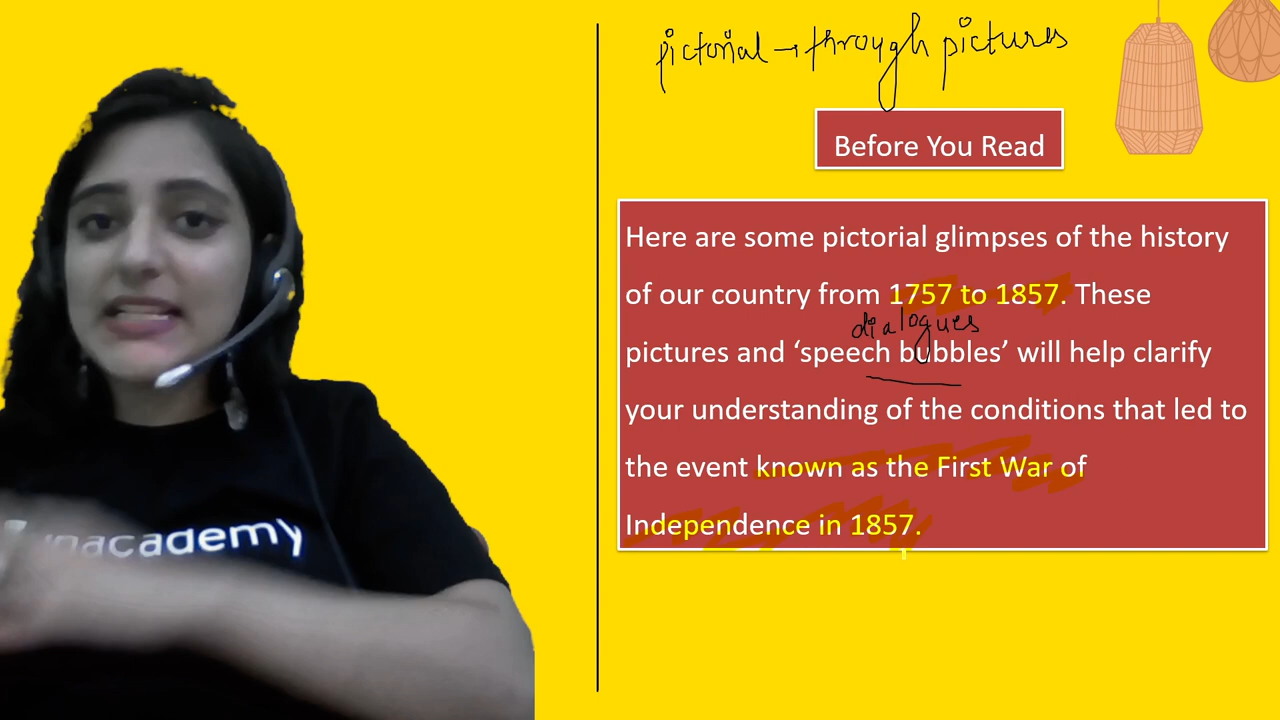 pictorial → through pictures
Before You Read
Here are some pictorial glimpses of the history
of our country from 1757 to 1857. These
dialogues
pictures and ‘speech bubbles’ will help clarify
your understanding of the conditions that led to
the event known as the First War of
Independence in 1857.
unacademy